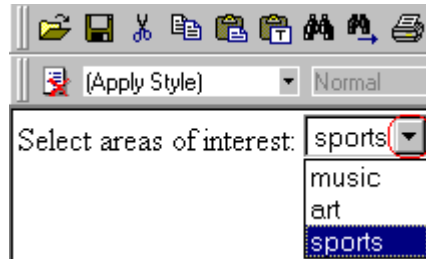 (Apply Style) Normal
Select areas of interest: sports
music
art
sports